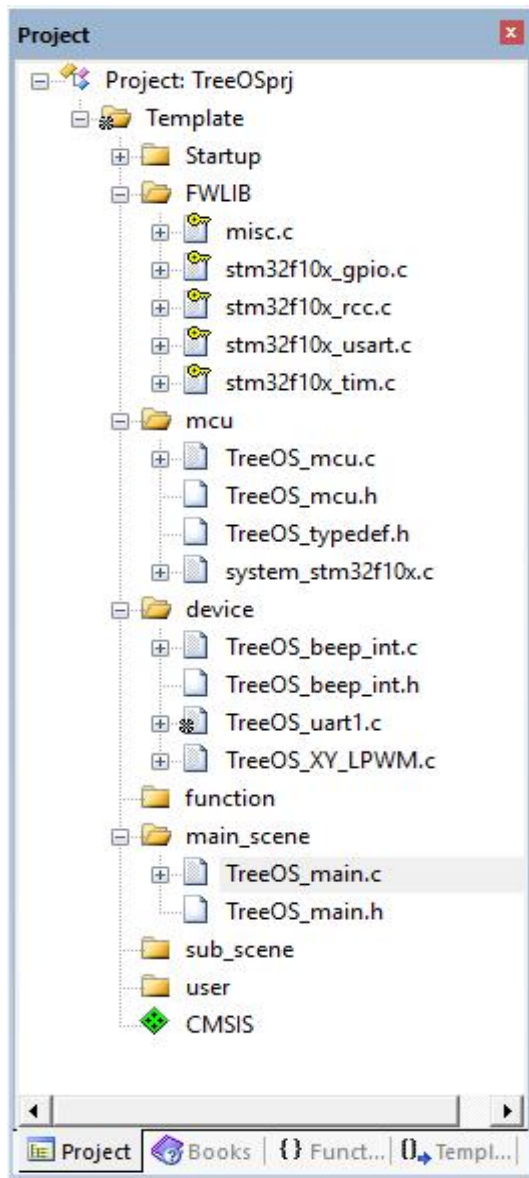 Project
Project: TreeOSprj
Template
Startup
FWLIB
misc.c
stm32f10x_gpio.c
stm32f10x_rcc.c
stm32f10x_usart.c
stm32f10x_tim.c
mcu
TreeOS_mcu.c
TreeOS_mcu.h
TreeOS_typedef.h
system_stm32f10x.c
device
TreeOS_beep_int.c
TreeOS_beep_int.h
TreeOS_uart1.c
TreeOS_XY_LPWM.c
function
main_scene
TreeOS_main.c
TreeOS_main.h
sub_scene
user
CMSIS
Project Books {} Funct... 0 Templ...